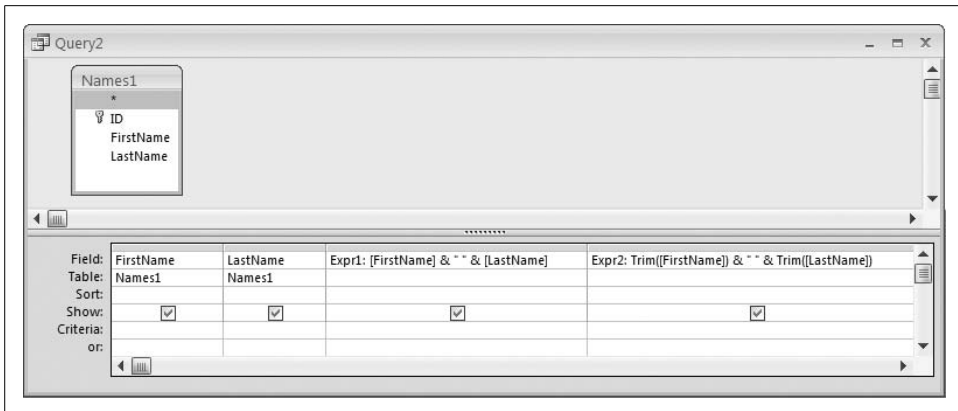 Query2
Names1
*
ID
FirstName
LastName
Field: FirstName LastName Expr1: [FirstName] & " " & [LastName] Expr2: Trim([FirstName]) & " " & Trim([LastName])
Table: Names1 Names1
Sort:
Show:
Criteria:
or: